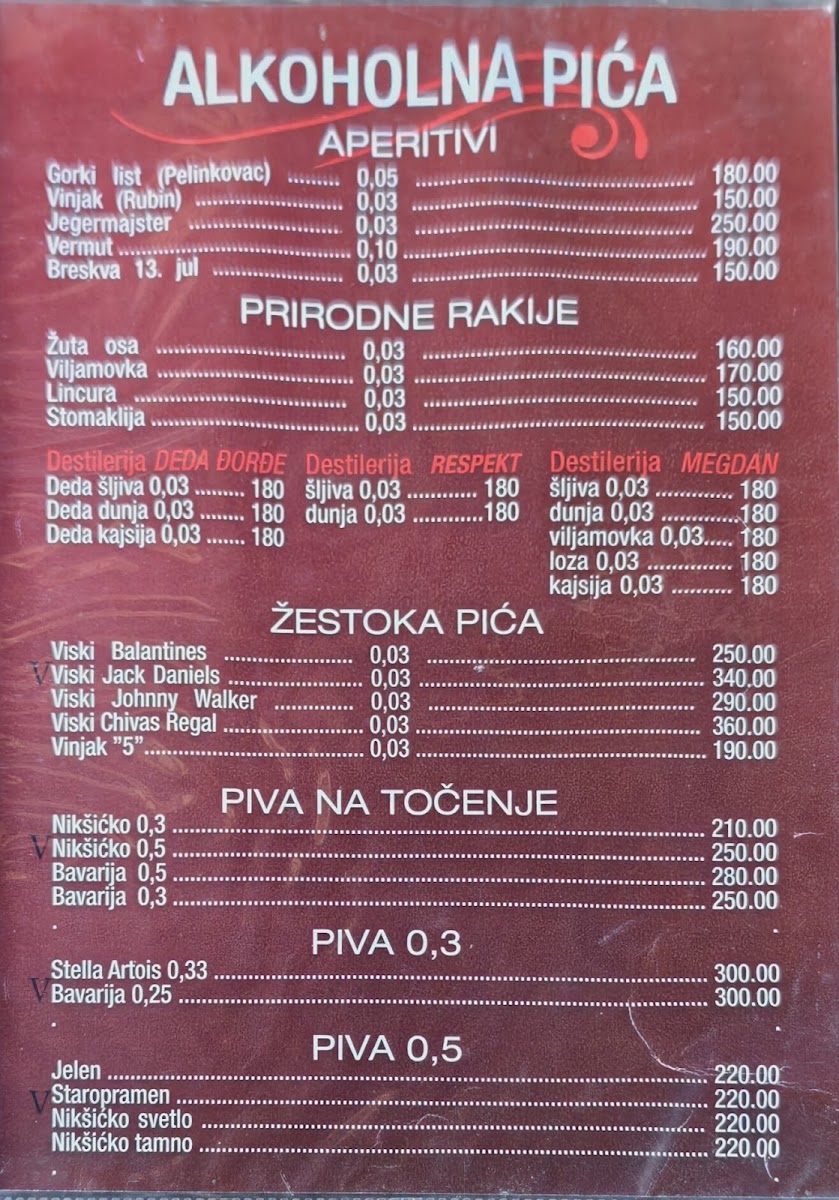 ALKOHOLNA PIĆA
APERITIVI
Gorki list (Pelinkovac) ....... 0,05 ....... 180.00
Vinjak (Rubin) ....... 0,03 ....... 150.00
Jegermajster ....... 0,03 ....... 250.00
Vermut ....... 0,10 ....... 190.00
Breskva 13. jul ....... 0,03 ....... 150.00
PRIRODNE RAKIJE
Žuta osa ....... 0,03 ....... 160.00
Viljamovka ....... 0,03 ....... 170.00
Lincura ....... 0,03 ....... 150.00
Stomaklija ....... 0,03 ....... 150.00
Destilerija DEDA ĐORĐE
Deda šljiva 0,03 ......... 180
Deda dunja 0,03 ........ 180
Deda kajsija 0,03 ....... 180
Destilerija RESPEKT
šljiva 0,03 ............ 180
dunja 0,03 ............ 180
Destilerija MEGDAN
šljiva 0,03 ............. 180
dunja 0,03 ............. 180
viljamovka 0,03..... 180
loza 0,03 .............. 180
kajsija 0,03 .......... 180
ŽESTOKA PIĆA
Viski Balantines ....... 0,03 ....... 250.00
V Viski Jack Daniels ....... 0,03 ....... 340.00
Viski Johnny Walker ....... 0,03 ....... 290.00
Viski Chivas Regal ....... 0,03 ....... 360.00
Vinjak ”5” ....... 0,03 ....... 190.00
PIVA NA TOČENJE
Nikšićko 0,3 ....... 210.00
V Nikšićko 0,5 ....... 250.00
Bavarija 0,5 ....... 280.00
Bavarija 0,3 ....... 250.00
PIVA 0,3
Stella Artois 0,33 ....... 300.00
V Bavarija 0,25 ....... 300.00
PIVA 0,5
Jelen ....... 220.00
V Staropramen ....... 220.00
Nikšićko svetlo ....... 220.00
Nikšićko tamno ....... 220.00